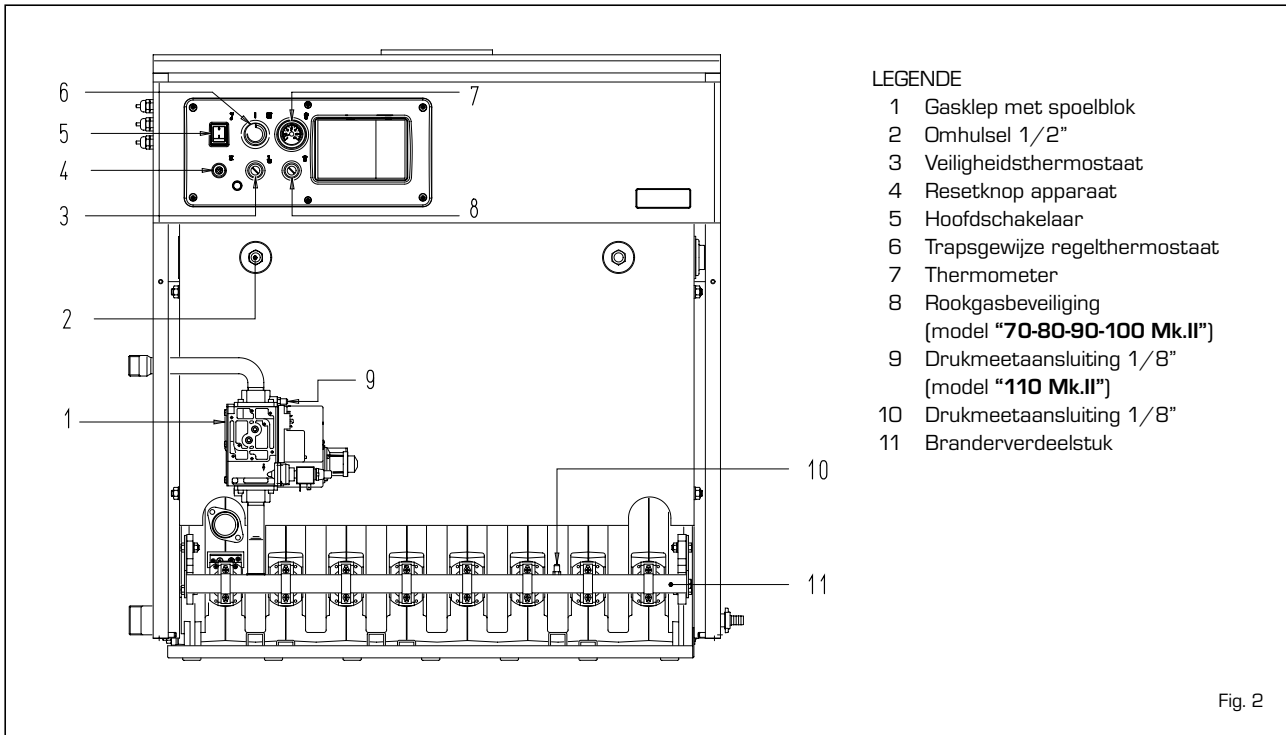 6
7
5
4
3
8
2
9
1
10
11
LEGENDE
1 Gasklep met spoelblok
2 Omhulsel 1/2”
3 Veiligheidsthermostaat
4 Resetknop apparaat
5 Hoofdschakelaar
6 Trapsgewijze regelthermostaat
7 Thermometer
8 Rookgasbeveiliging
(model “70-80-90-100 Mk.II”)
9 Drukmeetaansluiting 1/8”
(model “110 Mk.II”)
10 Drukmeetaansluiting 1/8”
11 Branderverdeelstuk
Fig. 2